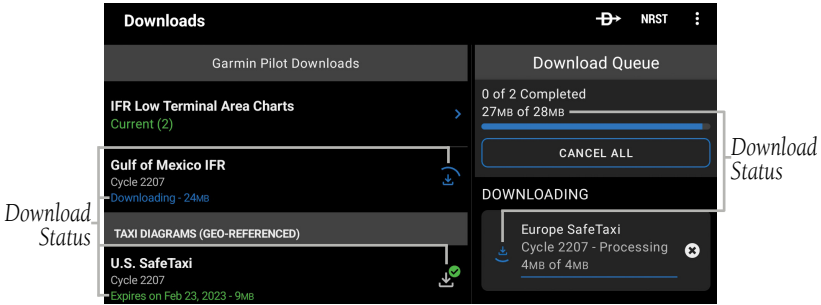 Downloads
D
NRST
Garmin Pilot Downloads
Download Queue
IFR Low Terminal Area Charts
Current (2)
0 of 2 Completed
27MB of 28MB
CANCEL ALL
Gulf of Mexico IFR
Cycle 2207
Downloading - 24MB
DOWNLOADING
TAXI DIAGRAMS (GEO-REFERENCED)
U.S. SafeTaxi
Cycle 2207
Expires on Feb 23, 2023 - 9MB
Europe SafeTaxi
Cycle 2207 - Processing
4MB of 4MB
Download
Status
Download
Status